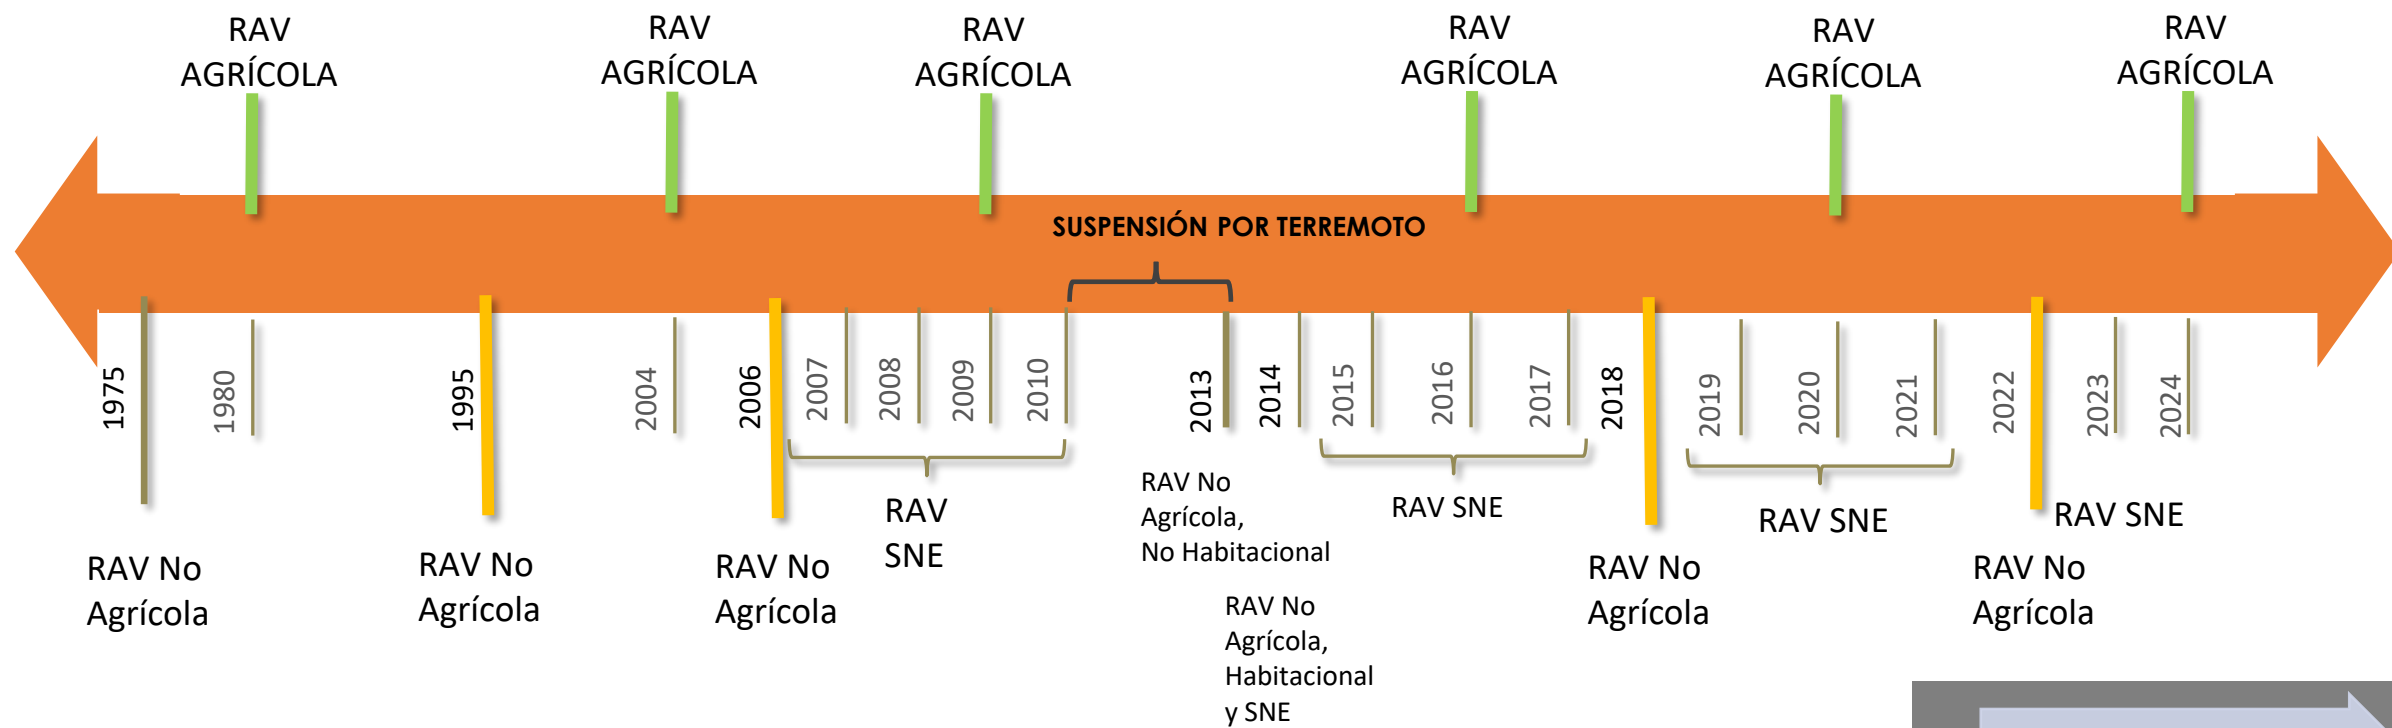 RAV
AGRÍCOLA
RAV
AGRÍCOLA
RAV
AGRÍCOLA
RAV
AGRÍCOLA
RAV
AGRÍCOLA
RAV
AGRÍCOLA
SUSPENSIÓN POR TERREMOTO
1975
1980
1995
2004
2006
2007
2008
2009
2010
2013
2014
2015
2016
2017
2018
2019
2020
2021
2022
2023
2024
RAV No
Agrícola
RAV No
Agrícola
RAV No
Agrícola
RAV
SNE
RAV No
Agrícola,
No Habitacional
RAV No
Agrícola,
Habitacional
y SNE
RAV SNE
RAV No
Agrícola
RAV SNE
RAV No
Agrícola
RAV SNE